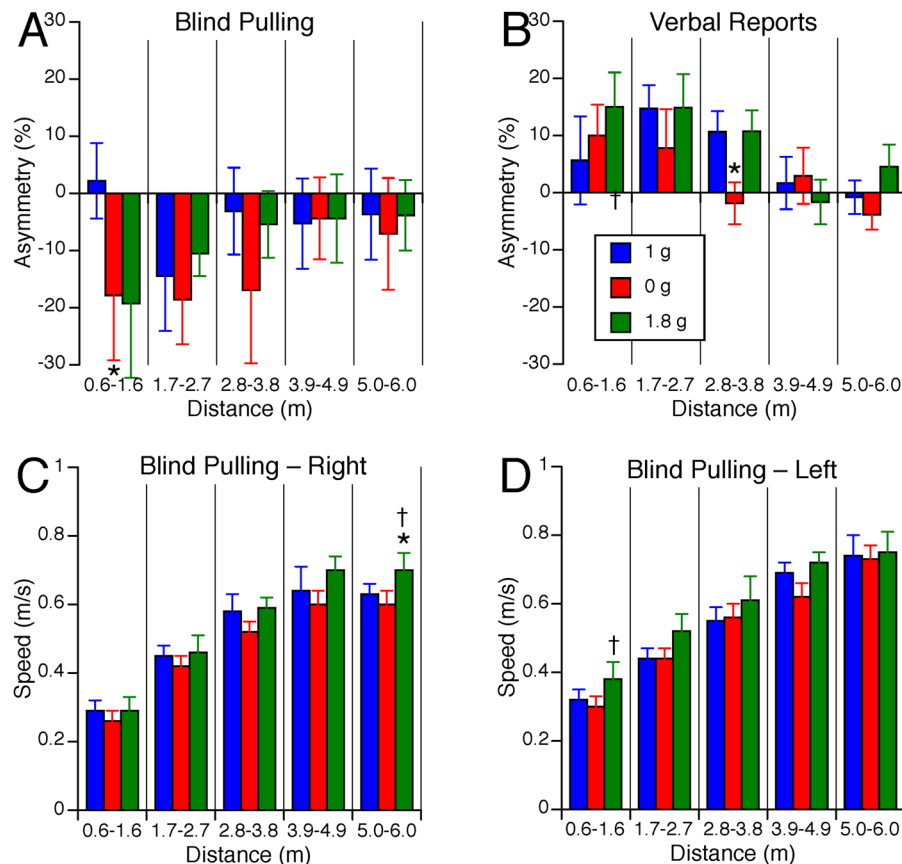 A
Blind Pulling
Asymmetry (%)
30
20
10
0
-10
-20
-30
*
0.6-1.6
1.7-2.7
2.8-3.8
3.9-4.9
5.0-6.0
Distance (m)
B
Verbal Reports
Asymmetry (%)
30
20
10
0
-10
-20
-30
†
*
1 g
0 g
1.8 g
0.6-1.6
1.7-2.7
2.8-3.8
3.9-4.9
5.0-6.0
Distance (m)
C
Blind Pulling – Right
Speed (m/s)
1
0.8
0.6
0.4
0.2
0
†
*
0.6-1.6
1.7-2.7
2.8-3.8
3.9-4.9
5.0-6.0
Distance (m)
D
Blind Pulling – Left
Speed (m/s)
1
0.8
0.6
0.4
0.2
0
†
0.6-1.6
1.7-2.7
2.8-3.8
3.9-4.9
5.0-6.0
Distance (m)